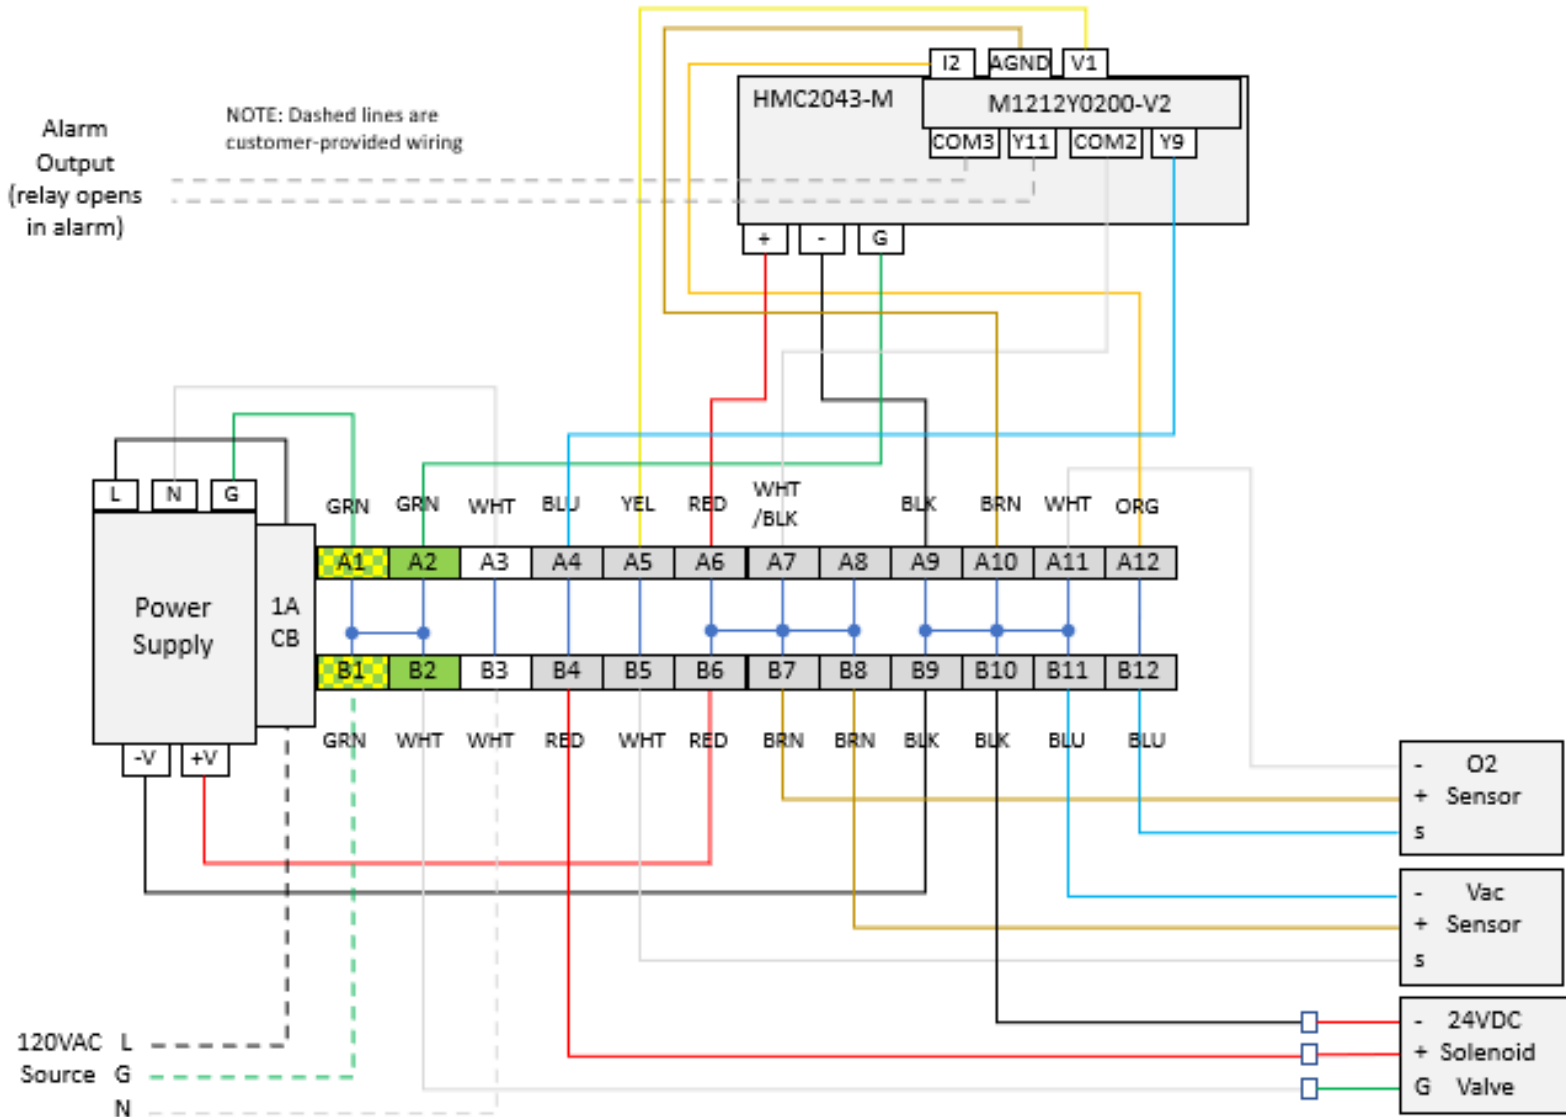 I2 AGND V1
HMC2043-M
M1212Y0200-V2
COM3 Y11 COM2 Y9
NOTE: Dashed lines are
customer-provided wiring
Alarm
Output
(relay opens
in alarm)
+ - G
L N G
GRN GRN WHT BLU YEL RED WHT
/BLK BLK BRN WHT ORG
A1 A2 A3 A4 A5 A6 A7 A8 A9 A10 A11 A12
Power
Supply
1A
CB
B1 B2 B3 B4 B5 B6 B7 B8 B9 B10 B11 B12
GRN WHT WHT RED WHT RED BRN BRN BLK BLK BLU BLU
-V +V
- O2
+ Sensor
s
- Vac
+ Sensor
s
- 24VDC
+ Solenoid
G Valve
120VAC L
Source G
N